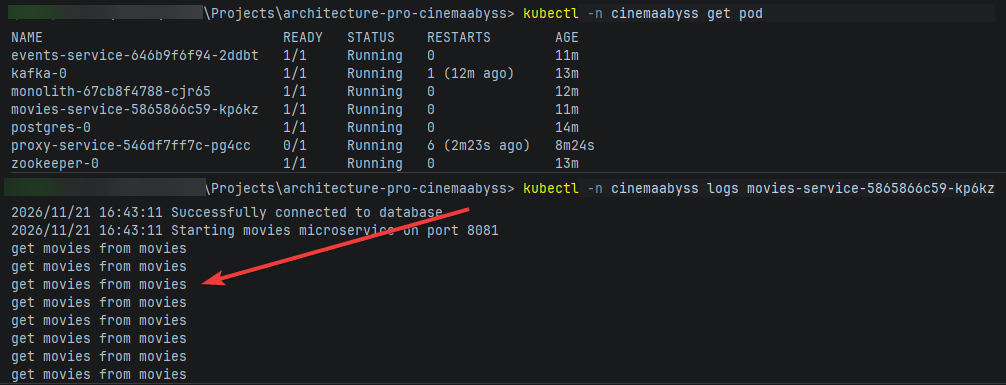 \Projects\architecture-pro-cinemaabyss> kubectl -n cinemaabyss get pod
NAME READY STATUS RESTARTS AGE
events-service-646b9f6f94-2ddbt 1/1 Running 0 11m
kafka-0 1/1 Running 1 (12m ago) 13m
monolith-67cb8f4788-cjr65 1/1 Running 0 12m
movies-service-5865866c59-kp6kz 1/1 Running 0 11m
postgres-0 1/1 Running 0 14m
proxy-service-546df7ff7c-pg4cc 0/1 Running 6 (2m23s ago) 8m24s
zookeeper-0 1/1 Running 0 13m
\Projects\architecture-pro-cinemaabyss> kubectl -n cinemaabyss logs movies-service-5865866c59-kp6kz
2026/11/21 16:43:11 Successfully connected to database
2026/11/21 16:43:11 Starting movies microservice on port 8081
get movies from movies
get movies from movies
get movies from movies
get movies from movies
get movies from movies
get movies from movies
get movies from movies
get movies from movies